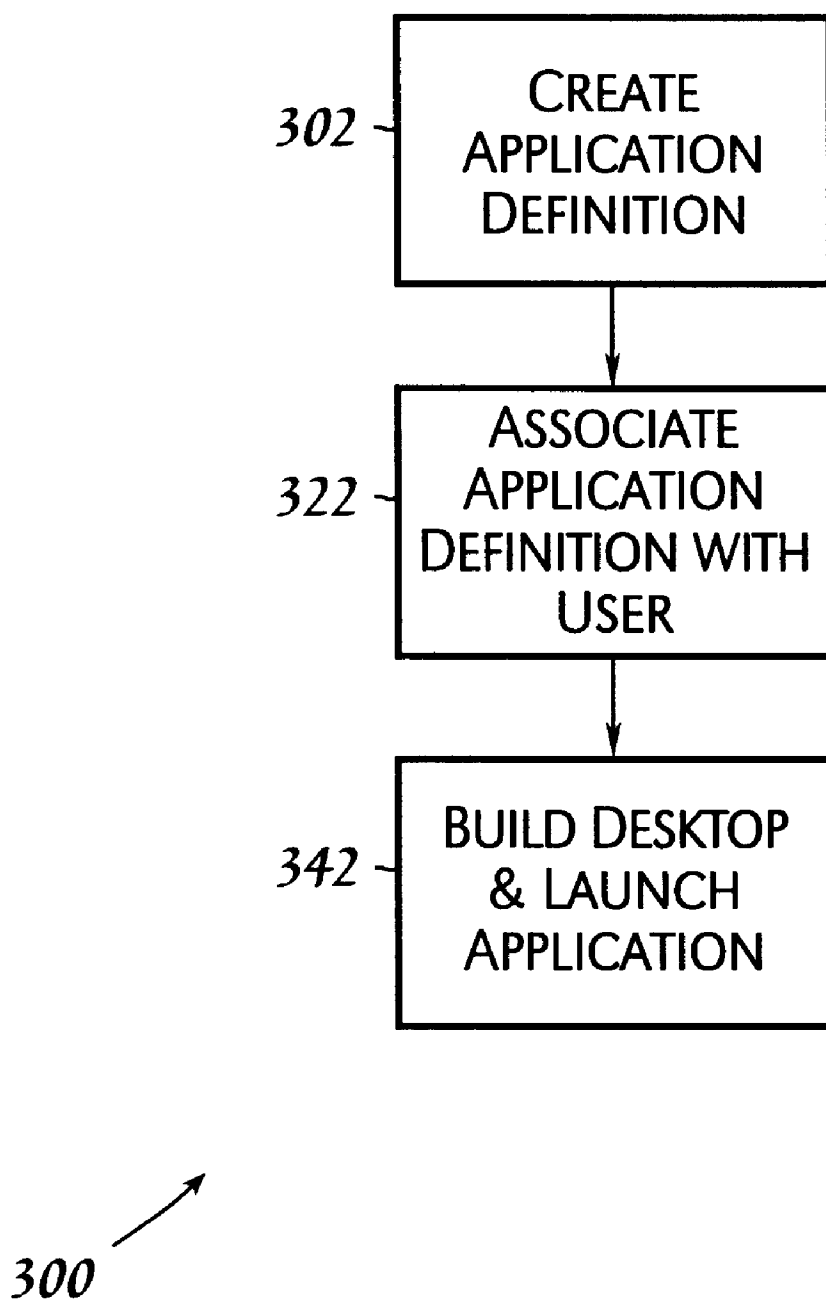 302
CREATE
APPLICATION
DEFINITION
322
ASSOCIATE
APPLICATION
DEFINITION WITH
USER
342
BUILD DESKTOP
& LAUNCH
APPLICATION
300